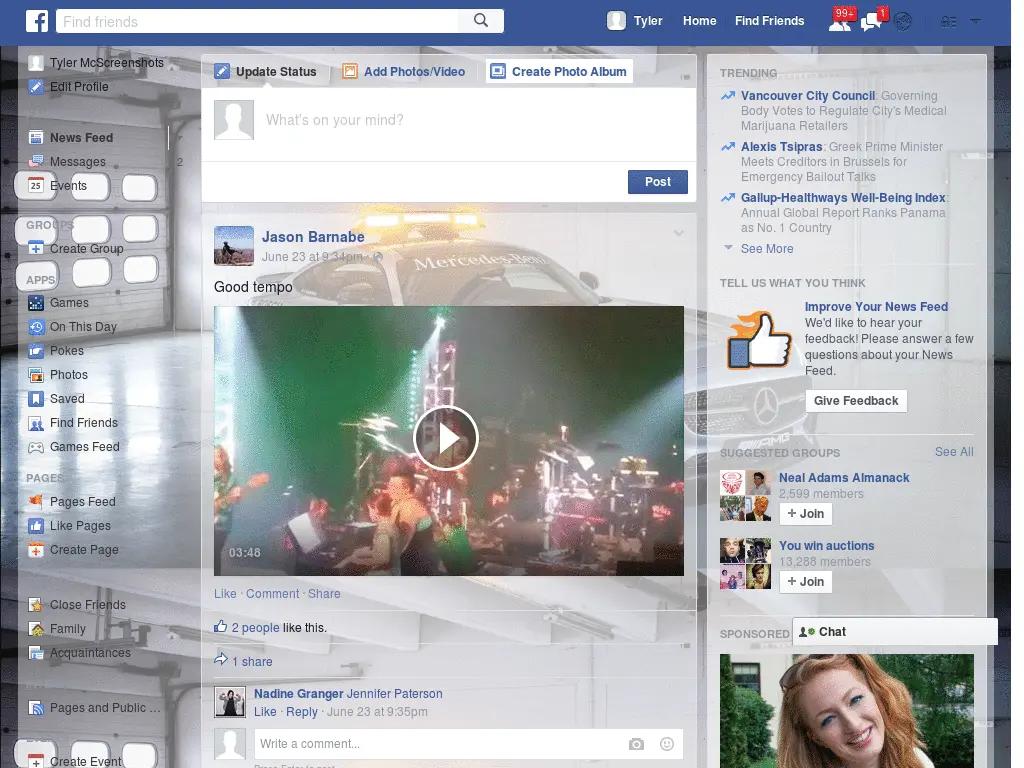 f
Find friends
Tyler
Home
Find Friends
99+
1
Tyler McScreenshots
Edit Profile
News Feed
Messages
2
25
Events
GROUPS
Create Group
APPS
Games
On This Day
Pokes
Photos
Saved
Find Friends
Games Feed
PAGES
Pages Feed
Like Pages
Create Page
Close Friends
Family
Acquaintances
Pages and Public ...
Create Event
Update Status
Add Photos/Video
Create Photo Album
What's on your mind?
Post
Jason Barnabe
June 23 at 9:34pm ·
Mercedes-Benz
Good tempo
03:48
Like · Comment · Share
2 people like this.
1 share
Nadine Granger Jennifer Paterson
Like · Reply · June 23 at 9:35pm
Write a comment...
Press Enter to post.
TRENDING
Vancouver City Council: Governing
Body Votes to Regulate City's Medical
Marijuana Retailers
Alexis Tsipras: Greek Prime Minister
Meets Creditors in Brussels for
Emergency Bailout Talks
Gallup-Healthways Well-Being Index:
Annual Global Report Ranks Panama
as No. 1 Country
See More
TELL US WHAT YOU THINK
Improve Your News Feed
We'd like to hear your
feedback! Please answer a few
questions about your News
Feed.
Give Feedback
AMG
SUGGESTED GROUPS
See All
Neal Adams Almanack
2,599 members
+ Join
You win auctions
13,288 members
+ Join
SPONSORED
Chat